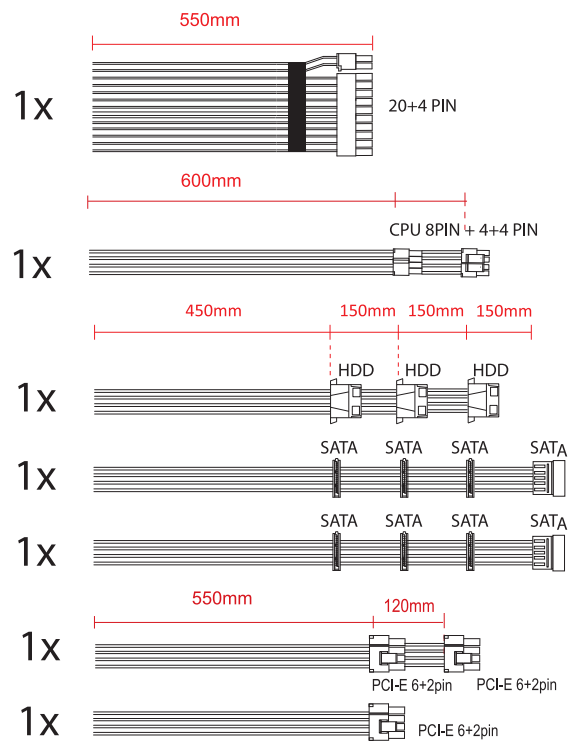 550mm
1x
20+4 PIN
600mm
CPU 8PIN + 4+4 PIN
1x
450mm 150mm 150mm 150mm
HDD HDD HDD
1x
SATA SATA SATA SATA
1x
SATA SATA SATA SATA
1x
550mm 120mm
1x
PCI-E 6+2pin PCI-E 6+2pin
1x
PCI-E 6+2pin